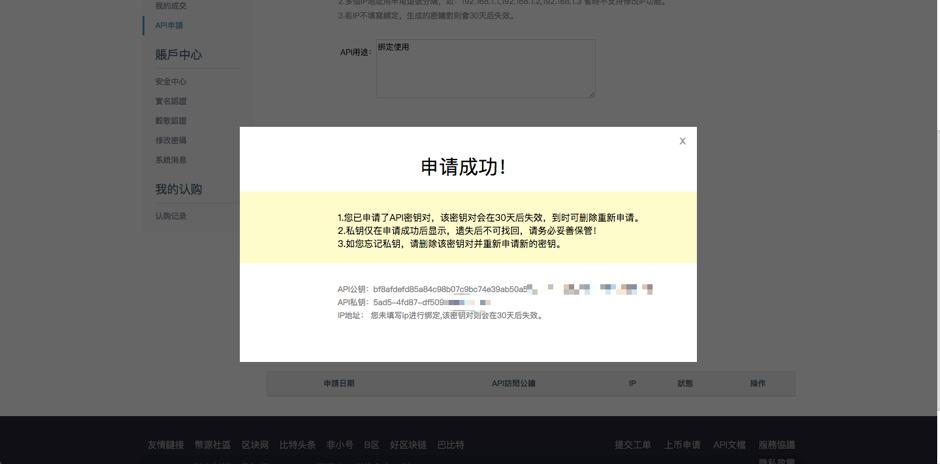 我的成交
2.多個IP地址用半角逗號分隔，如：192.168.1.1,192.168.1.2,192.168.1.3 暫時不支持修改IP功能。
API申請
3.若IP不填寫綁定，生成的密鑰對則會30天后失效。
API用途：
綁定使用
賬戶中心
安全中心
實名認證
穀歌認證
修改密碼
系統消息
我的认购
认购记录
X
申请成功！
1.您已申请了API密钥对，该密钥对会在30天后失效，到时可删除重新申请。
2.私钥仅在申请成功后显示，遗失后不可找回，请务必妥善保管！
3.如您忘记私钥，请删除该密钥对并重新申请新的密钥。
API公钥：bf8afdefd85a84c98b07c9bc74e39ab50a5
API私钥：5ad5-4fd87-df509
IP地址： 您未填写ip进行绑定,该密钥对则会在30天后失效。
申請日期 API訪問公鑰 IP 狀態 操作
友情鏈接 幣源社區 区块网 比特头条 非小号 B区 好区块链 巴比特 提交工单 上币申请 API文檔 服務協議
隱私政策